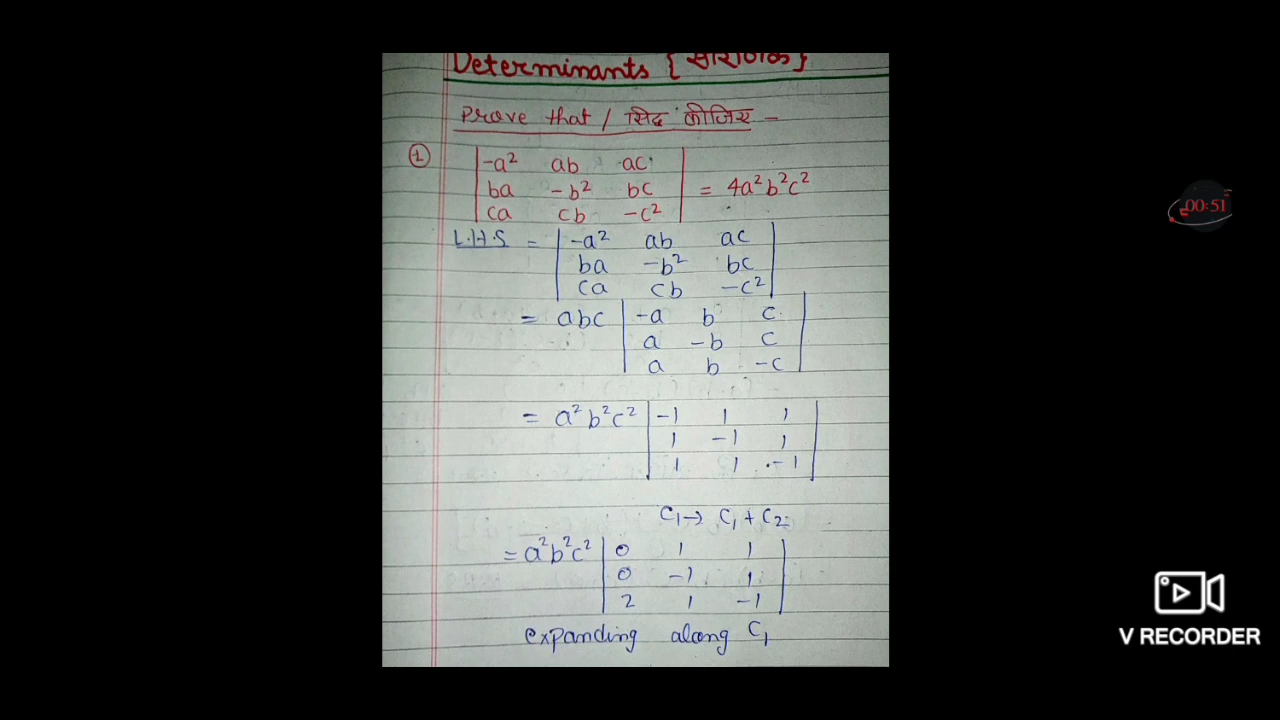 Determinants { सारणिक }
Prove that / सिद्ध कीजिए -
① | -a² ab ac |
| ba -b² bc | = 4a²b²c²
| ca cb -c² |
L.H.S = | -a² ab ac |
| ba -b² bc |
| ca cb -c² |
= abc | -a b c |
| a -b c |
| a b -c |
= a²b²c² | -1 1 1 |
| 1 -1 1 |
| 1 1 -1 |
C₁→ C₁ + C₂
= a²b²c² | 0 1 1 |
| 0 -1 1 |
| 2 1 -1 |
expanding along C₁
00:51
V RECORDER